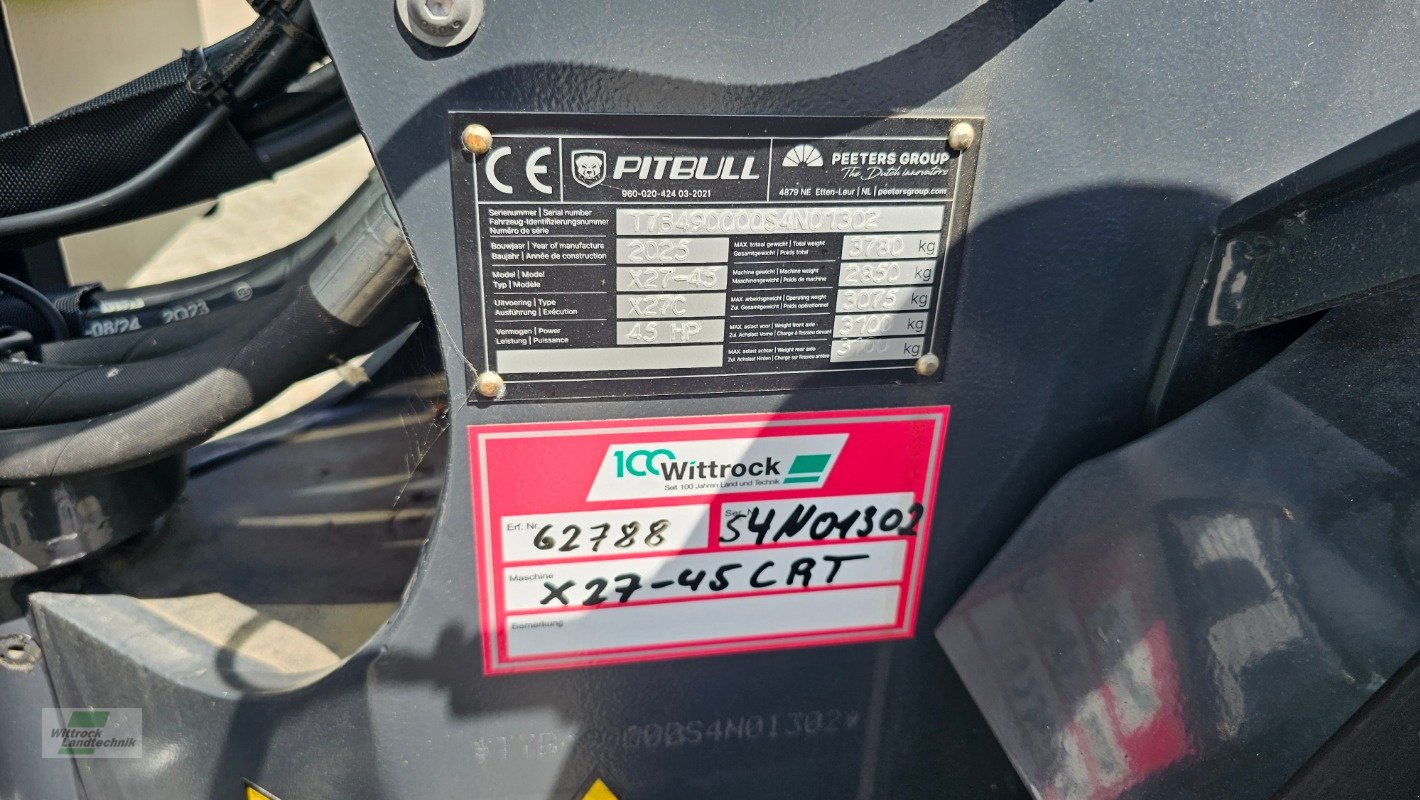 CE PITBULL PEETERS GROUP
The Dutch innovators
960-020-424 03-2021 4879 NE Etten-Leur | NL | peetersgroup.com
Serienummer | Serial number
Fahrzeug-Identifizierungsnummer
Numéro de série
T7B490000S4N01302
Bouwjaar | Year of manufacture
Baujahr | Année de construction
2025
MAX. totaal gewicht | Total weight
Gesamtgewicht | Poids total
3780 kg
Model | Model
Typ | Modèle
X27-45
Machine gewicht | Machine weight
Maschinengewicht | Poids de machine
2850 kg
Uitvoering | Type
Ausführung | Exécution
X27C
MAX. arbeidsgewicht | Operating weight
Zul. Gesamtgewicht | Poids opérationnel
3075 kg
Vermogen | Power
Leistung | Puissance
45 HP
MAX. aslast voor | Weight front axle
Zul. Achslast Vorne | Charge à l'essieu devant
3100 kg
MAX. aslast achter | Weight rear axle
Zul. Achslast Hinten | Charge sur l'essieu arrière
3100 kg
-08/24 2023
100 Wittrock
Seit 100 Jahren Land und Technik
Erf. Nr. 62788
Ser. N S4N01302
Maschine X27-45 CAT
Bemerkung
0000S4N01302
Wittrock
Landtechnik